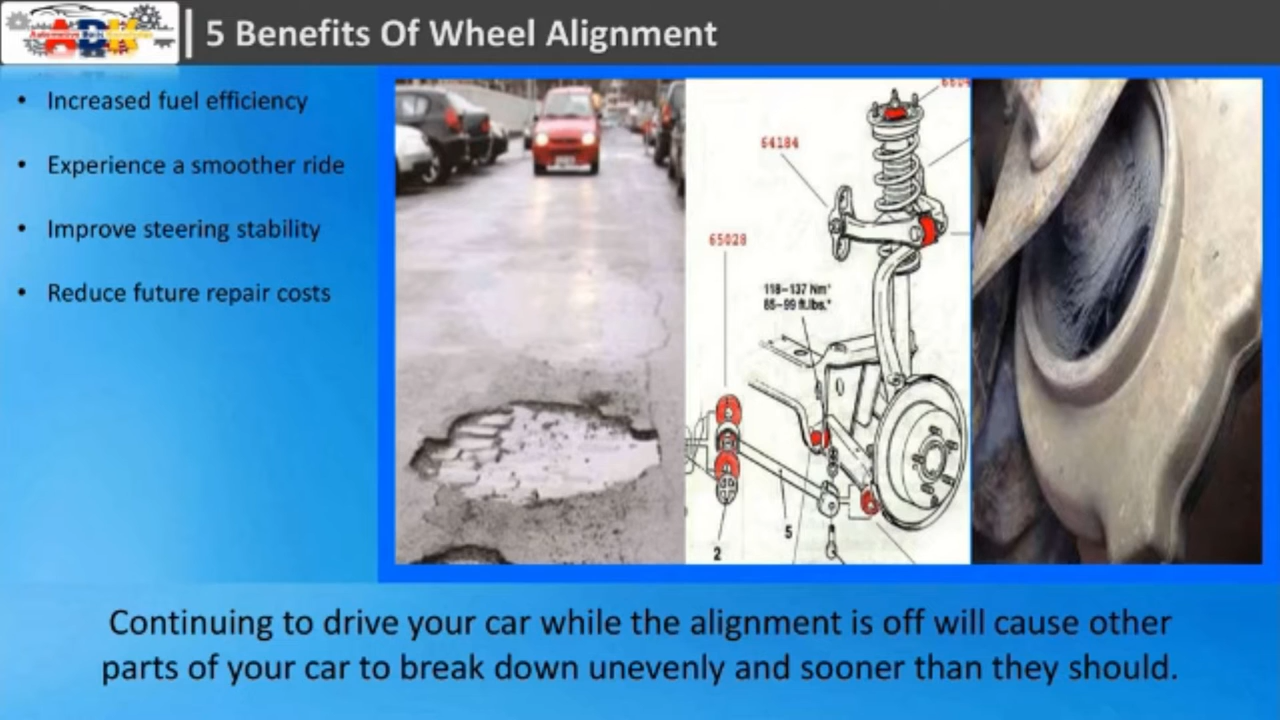 ABK
5 Benefits Of Wheel Alignment
• Increased fuel efficiency
• Experience a smoother ride
• Improve steering stability
• Reduce future repair costs
64184
65028
118–137 Nm*
85–99 ft.lbs.*
5
2
Continuing to drive your car while the alignment is off will cause other
parts of your car to break down unevenly and sooner than they should.